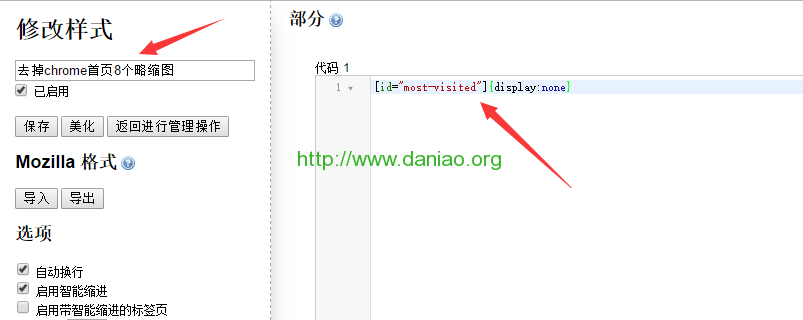 修改样式
去掉chrome首页8个略缩图
已启用
保存 美化 返回进行管理操作
Mozilla 格式
导入 导出
选项
自动换行
启用智能缩进
启用带智能缩进的标签页
部分
代码 1
1 [id="most-visited"]{display:none}
http://www.daniao.org